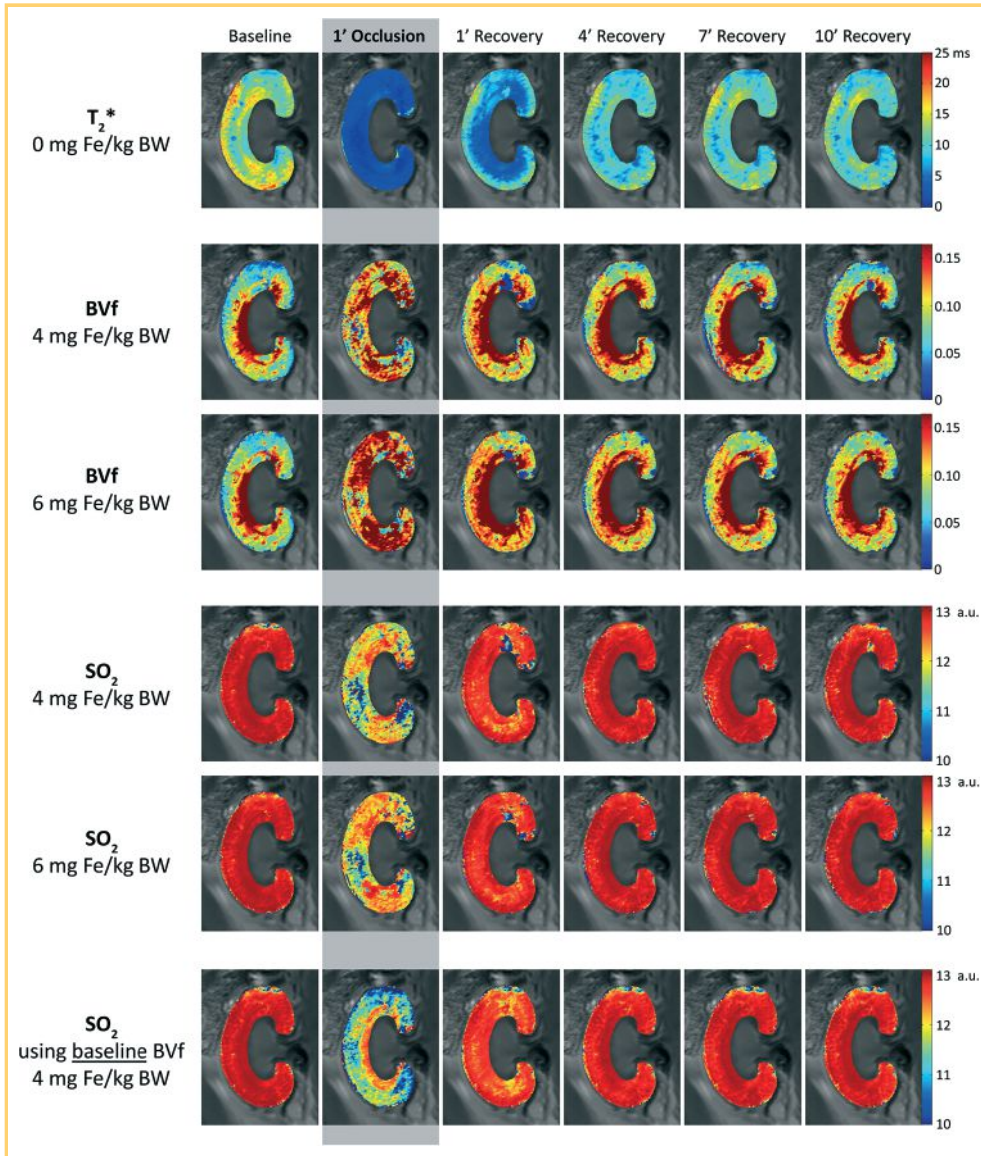 Baseline 1' Occlusion 1' Recovery 4' Recovery 7' Recovery 10' Recovery
T₂*
0 mg Fe/kg BW
25 ms
20
15
10
5
0
BVf
4 mg Fe/kg BW
0.15
0.10
0.05
0
BVf
6 mg Fe/kg BW
0.15
0.10
0.05
0
SO₂
4 mg Fe/kg BW
13 a.u.
12
11
10
SO₂
6 mg Fe/kg BW
13 a.u.
12
11
10
SO₂
using baseline BVf
4 mg Fe/kg BW
13 a.u.
12
11
10